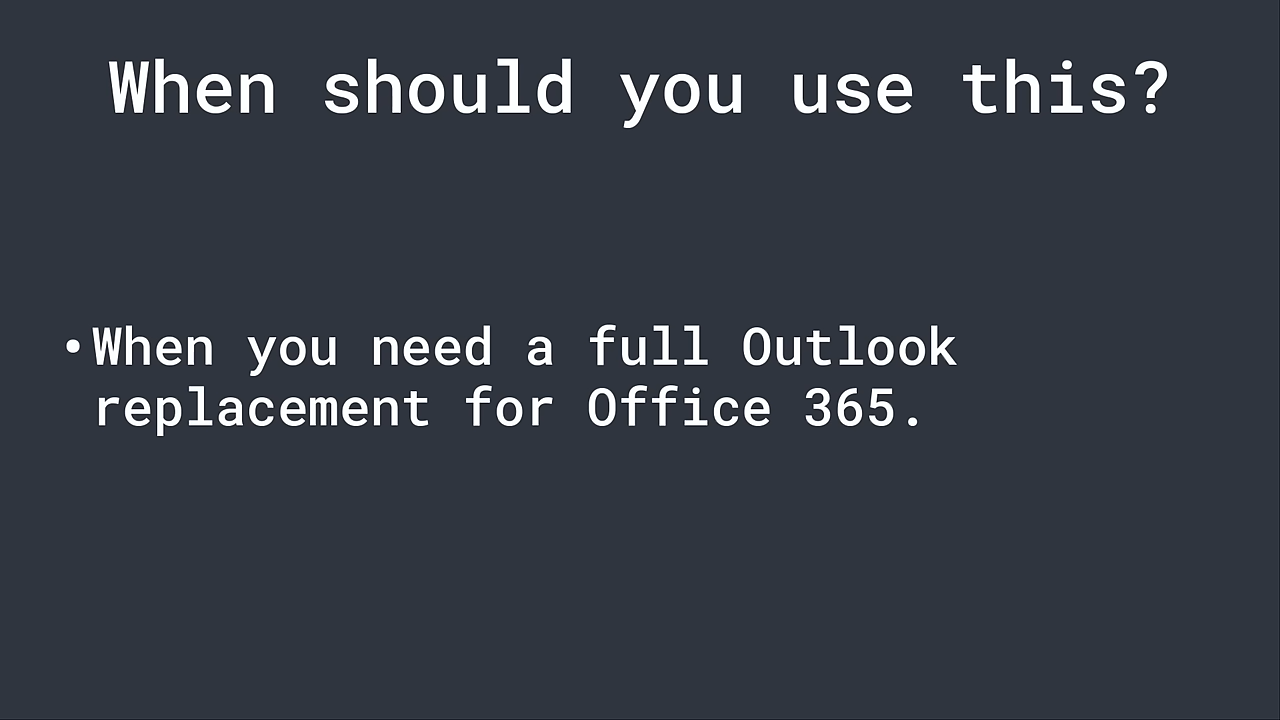 When should you use this?
•When you need a full Outlook
replacement for Office 365.